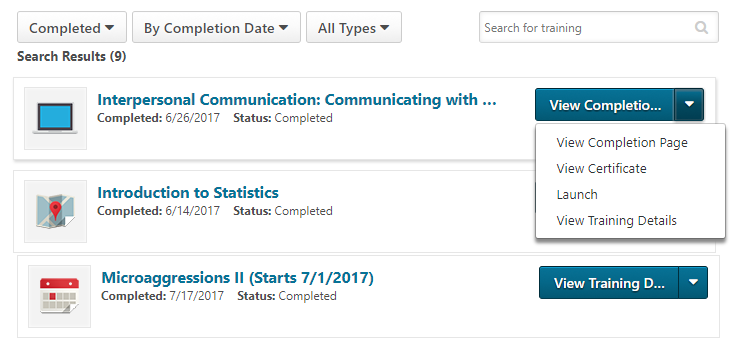 Completed By Completion Date All Types Search for training
Search Results (9)
Interpersonal Communication: Communicating with ...
Completed: 6/26/2017 Status: Completed
View Completio...
View Completion Page
View Certificate
Launch
View Training Details
Introduction to Statistics
Completed: 6/14/2017 Status: Completed
Microaggressions II (Starts 7/1/2017)
Completed: 7/17/2017 Status: Completed
View Training D...